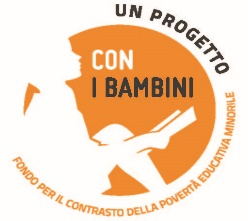 UN PROGETTO
CON
I BAMBINI
FONDO PER IL CONTRASTO DELLA POVERTÀ EDUCATIVA MINORILE